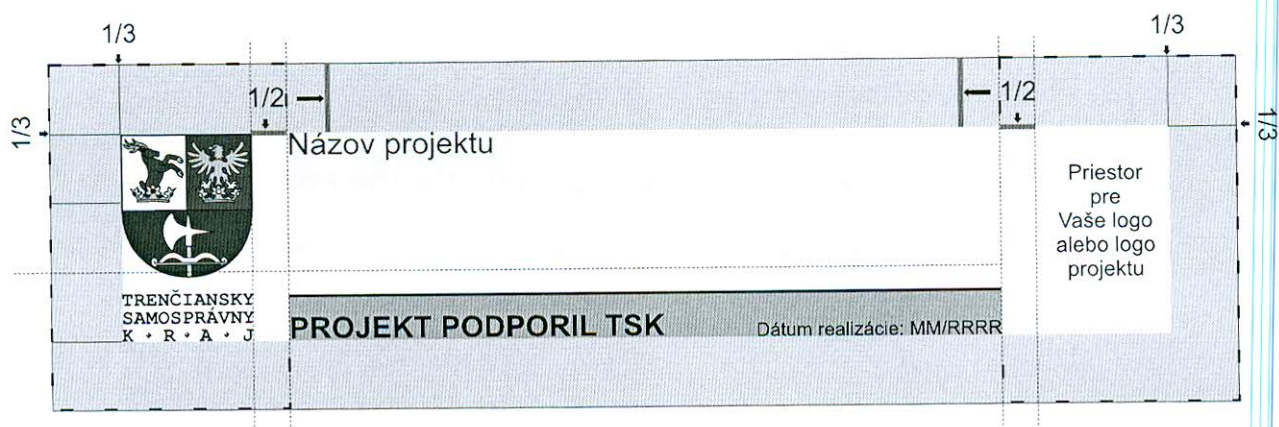 1/3
1/3
1/2
1/2
1/3
1/3
Názov projektu
Priestor
pre
Vaše logo
alebo logo
projektu
TRENČIANSKY
SAMOSPRÁVNY
K · R · A · J
PROJEKT PODPORIL TSK
Dátum realizácie: MM/RRRR